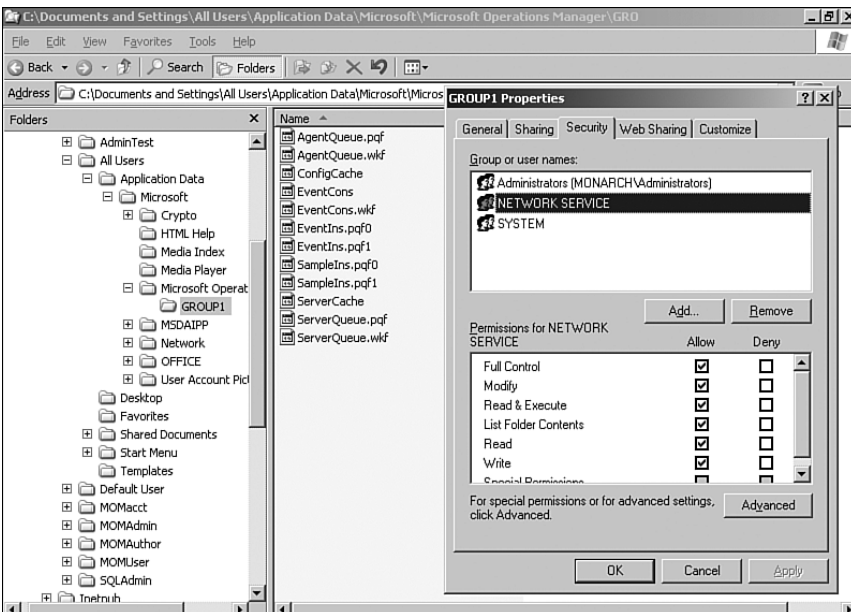 C:\Documents and Settings\All Users\Application Data\Microsoft\Microsoft Operations Manager\GRO
File Edit View Favorites Tools Help
Back Search Folders
Address C:\Documents and Settings\All Users\Application Data\Microsoft\Micros
Folders
AdminTest
All Users
Application Data
Microsoft
Crypto
HTML Help
Media Index
Media Player
Microsoft Operat
GROUP1
MSDAIPP
Network
OFFICE
User Account Pict
Desktop
Favorites
Shared Documents
Start Menu
Templates
Default User
MOMacct
MOMAdmin
MOMAuthor
MOMUser
SQLAdmin
Inetpub
Name
AgentQueue.pqf
AgentQueue.wkf
ConfigCache
EventCons
EventCons.wkf
EventIns.pqf0
EventIns.pqf1
SampleIns.pqf0
SampleIns.pqf1
ServerCache
ServerQueue.pqf
ServerQueue.wkf
GROUP1 Properties
General Sharing Security Web Sharing Customize
Group or user names:
Administrators (MONARCH\Administrators)
NETWORK SERVICE
SYSTEM
Add... Remove
Permissions for NETWORK
SERVICE Allow Deny
Full Control
Modify
Read & Execute
List Folder Contents
Read
Write
Special Permissions
For special permissions or for advanced settings,
click Advanced.
Advanced
OK Cancel Apply